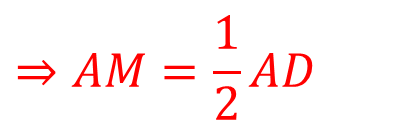 ⇒ AM = 1/2 AD